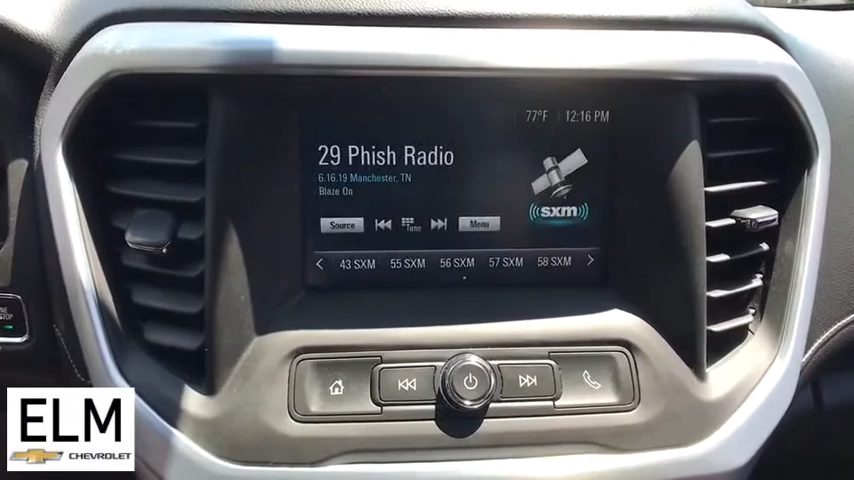 77°F 12:16 PM
29 Phish Radio
6.16.19 Manchester, TN
Blaze On
sxm
Source Tune Menu
43 SXM 55 SXM 56 SXM 57 SXM 58 SXM
STOP
ELM
CHEVROLET